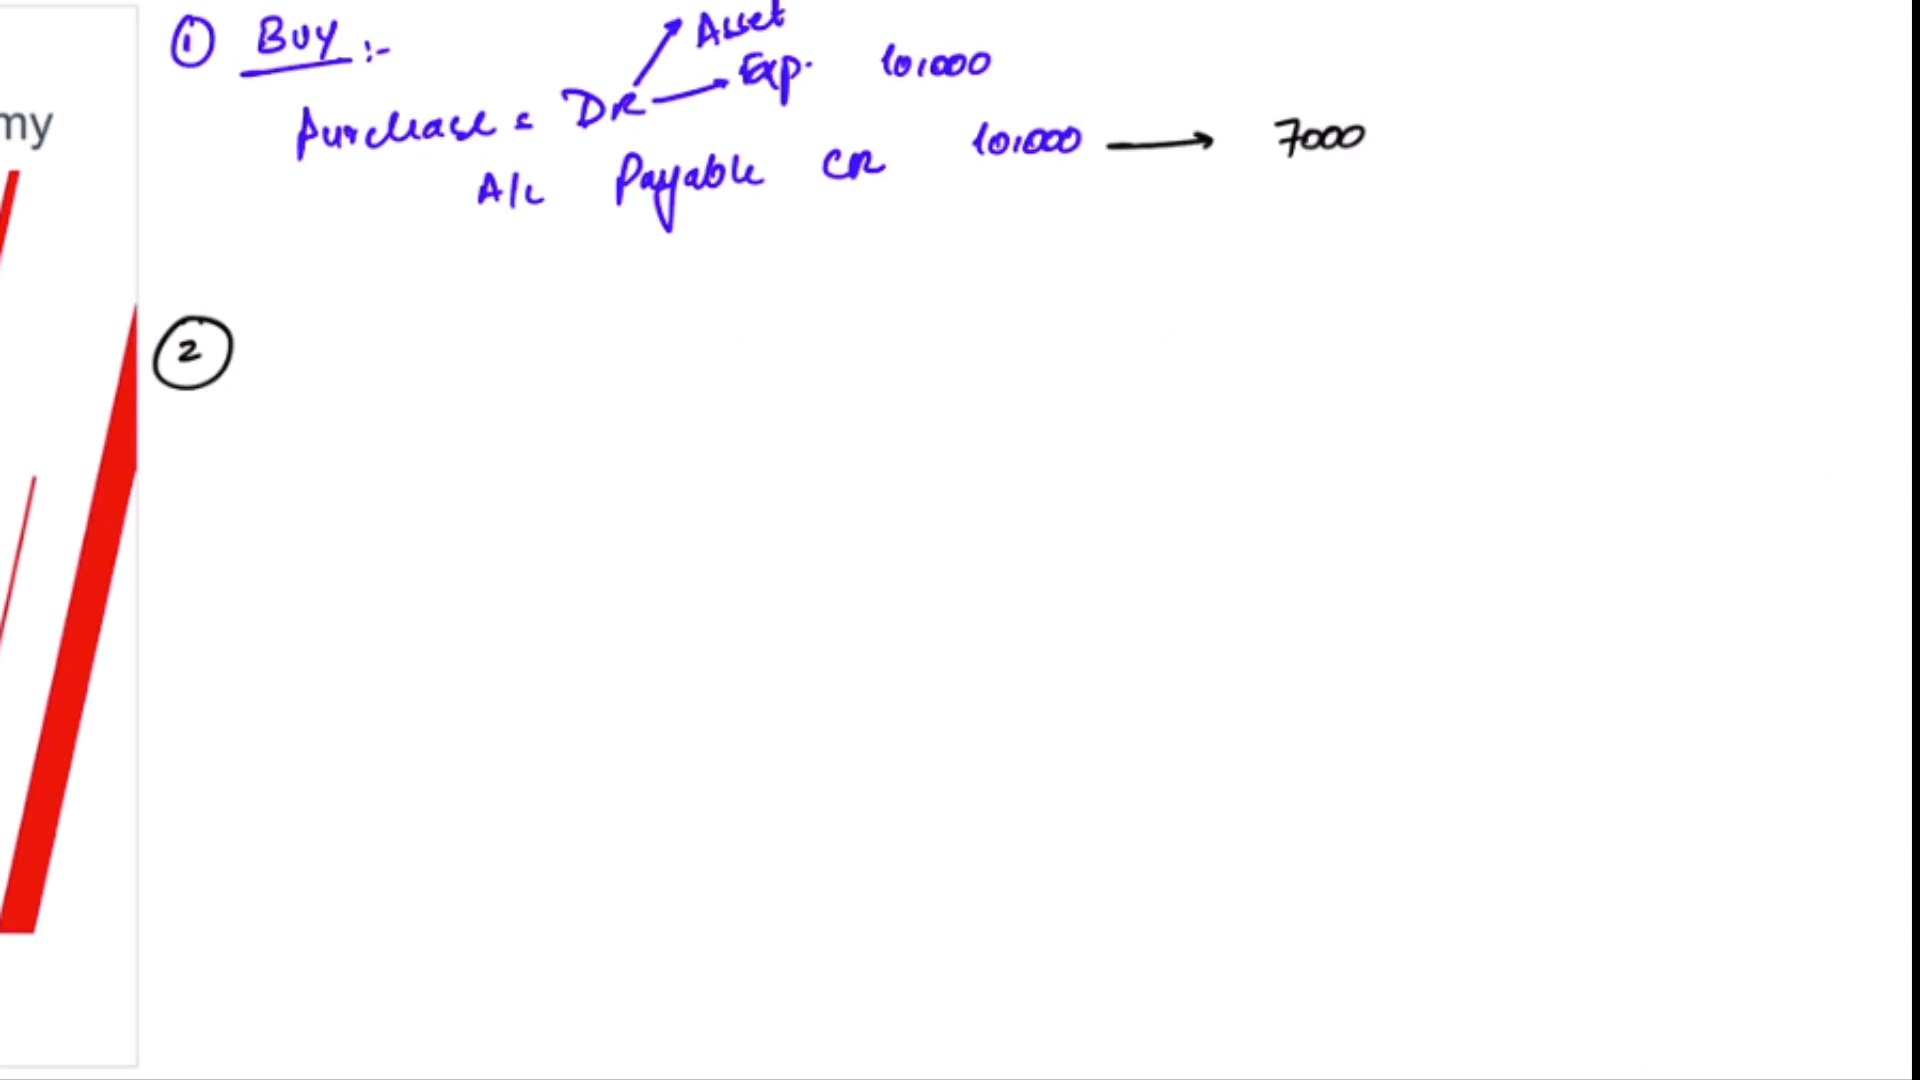 ① Buy :-
Asset
Purchase = DR Exp. 10,000
A/c Payable CR 10,000 → 7000
my
②